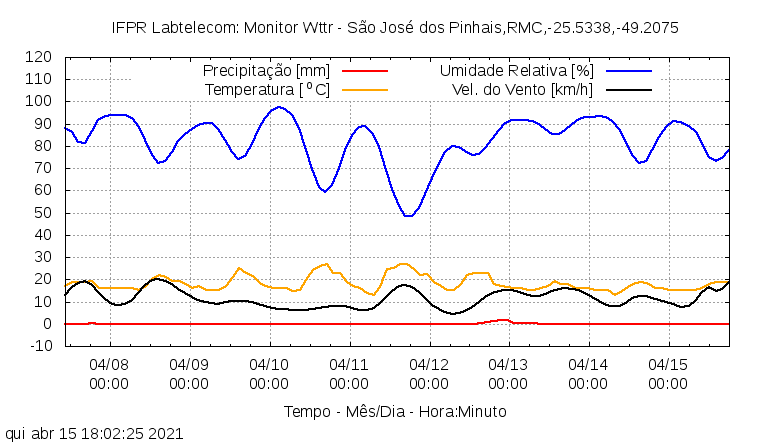 IFPR Labtelecom: Monitor Wttr - São José dos Pinhais,RMC,-25.5338,-49.2075
Precipitação [mm] Umidade Relativa [%]
Temperatura [⁰C] Vel. do Vento [km/h]
120
110
100
90
80
70
60
50
40
30
20
10
0
-10
04/08 04/09 04/10 04/11 04/12 04/13 04/14 04/15
00:00 00:00 00:00 00:00 00:00 00:00 00:00 00:00
Tempo - Mês/Dia - Hora:Minuto
qui abr 15 18:02:25 2021